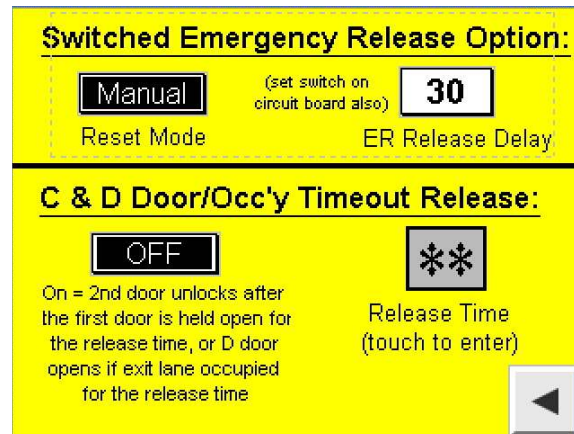 Switched Emergency Release Option:
Manual
(set switch on
circuit board also)
30
Reset Mode
ER Release Delay
C & D Door/Occ'y Timeout Release:
OFF
**
On = 2nd door unlocks after
the first door is held open for
the release time, or D door
opens if exit lane occupied
for the release time
Release Time
(touch to enter)